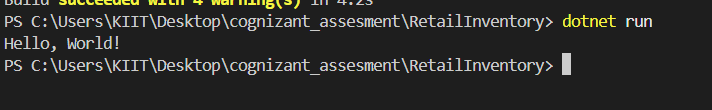 Build succeeded with 4 warning(s) in 4.2s
PS C:\Users\KIIT\Desktop\cognizant_assesment\RetailInventory> dotnet run
Hello, World!
PS C:\Users\KIIT\Desktop\cognizant_assesment\RetailInventory>